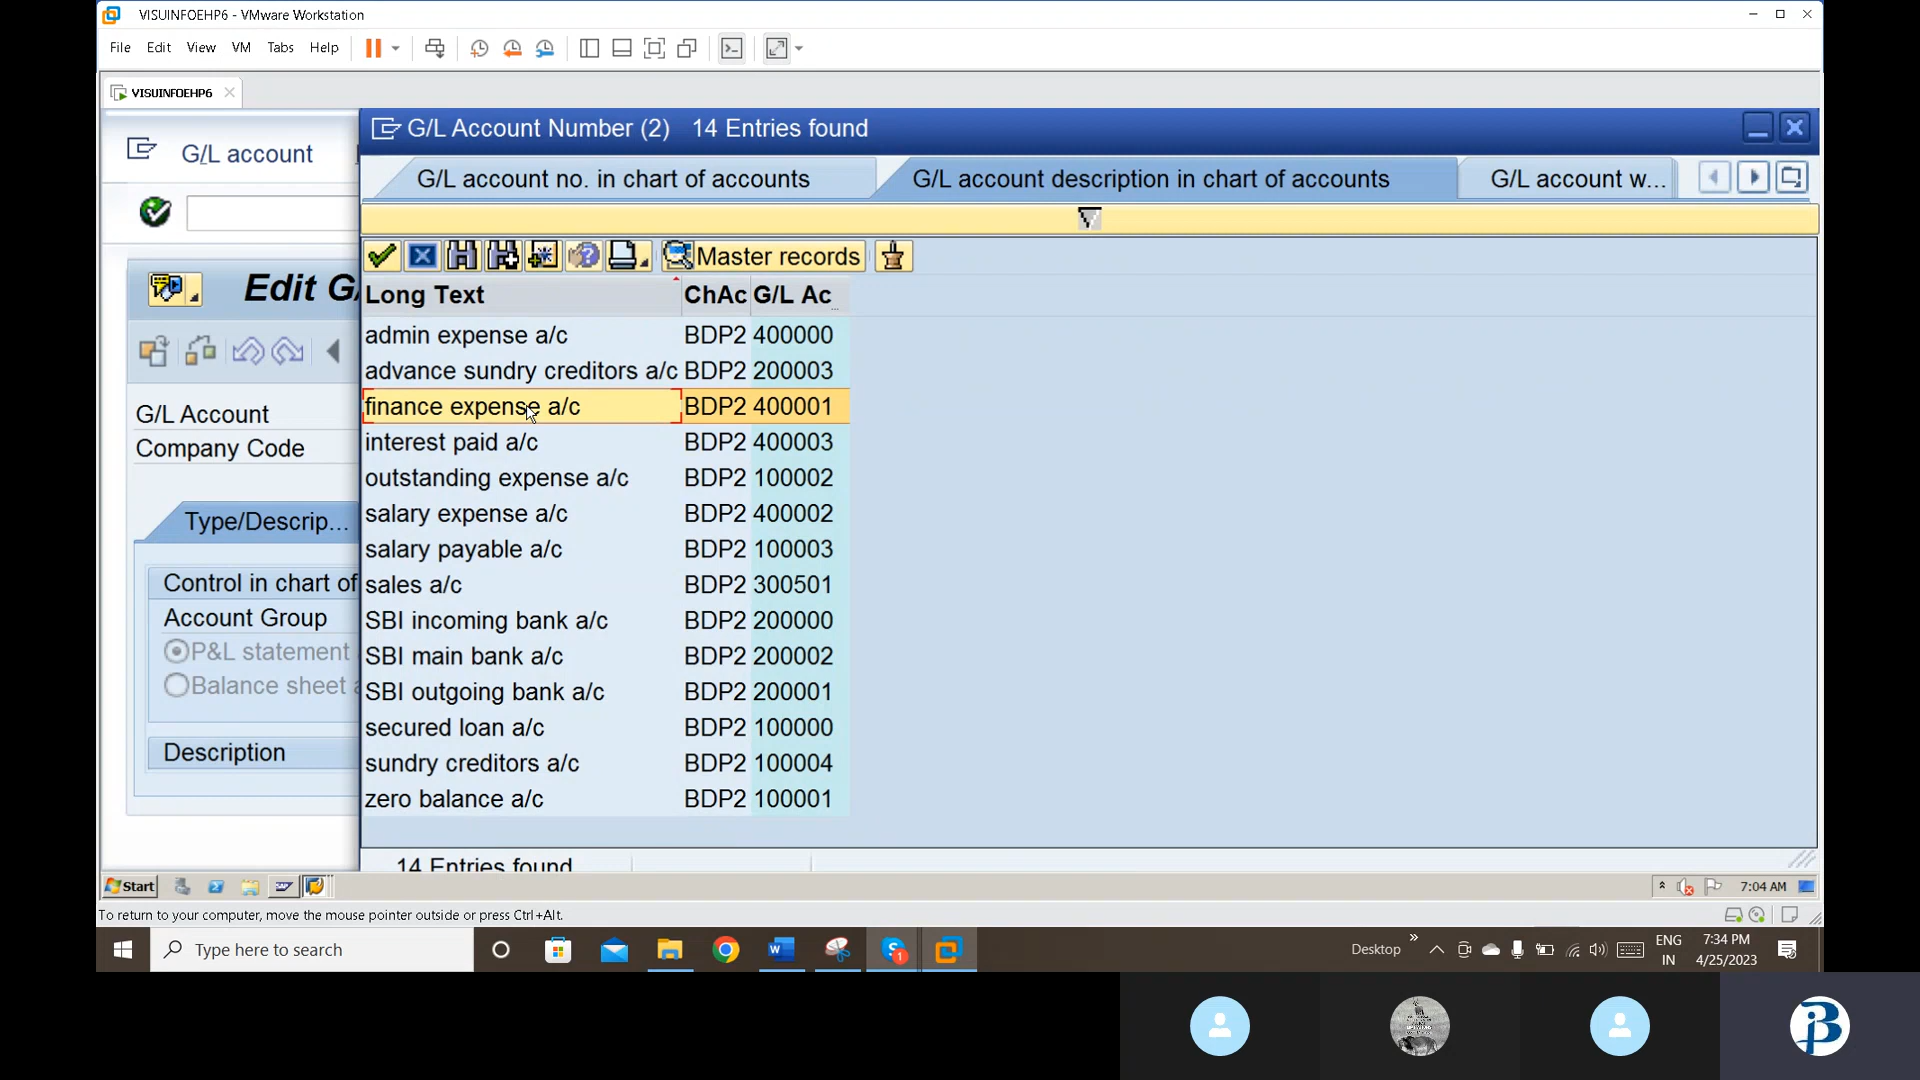 VISUINFOEHP6 - VMware Workstation
File Edit View VM Tabs Help
VISUINFOEHP6
G/L account
G/L Account Number (2) 14 Entries found
G/L account no. in chart of accounts
G/L account description in chart of accounts
G/L account w...
Master records
Edit G/
Long Text ChAc G/L Ac
admin expense a/c BDP2 400000
advance sundry creditors a/c BDP2 200003
finance expense a/c BDP2 400001
interest paid a/c BDP2 400003
outstanding expense a/c BDP2 100002
salary expense a/c BDP2 400002
salary payable a/c BDP2 100003
sales a/c BDP2 300501
SBI incoming bank a/c BDP2 200000
SBI main bank a/c BDP2 200002
SBI outgoing bank a/c BDP2 200001
secured loan a/c BDP2 100000
sundry creditors a/c BDP2 100004
zero balance a/c BDP2 100001
14 Entries found
G/L Account
Company Code
Type/Descrip...
Control in chart of
Account Group
P&L statement
Balance sheet a
Description
Start
7:04 AM
To return to your computer, move the mouse pointer outside or press Ctrl+Alt.
Type here to search
1
Desktop
»
ENG
IN
7:34 PM
4/25/2023